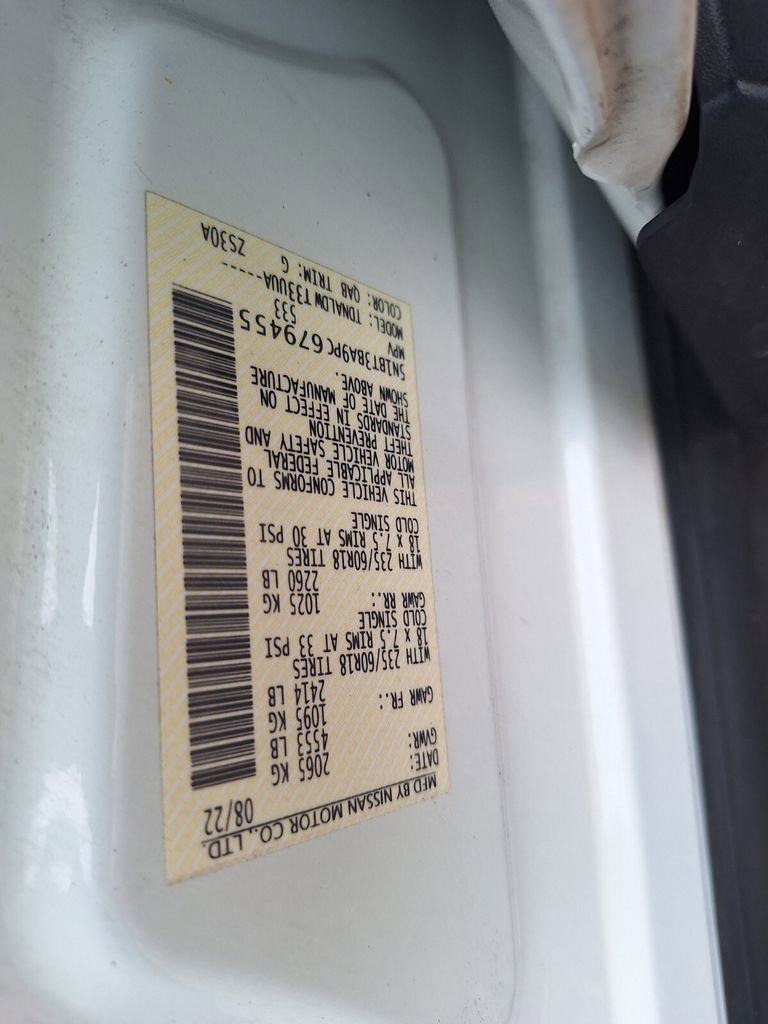 MFD BY NISSAN MOTOR CO., LTD.
DATE: 08/22
GVWR: 2065 KG
4553 LB
GAWR FR.: 1095 KG
2414 LB
WITH 235/60R18 TIRES
18 x 7.5 RIMS AT 33 PSI
COLD SINGLE
GAWR RR.: 1025 KG
2260 LB
WITH 235/60R18 TIRES
18 x 7.5 RIMS AT 30 PSI
COLD SINGLE
THIS VEHICLE CONFORMS TO
ALL APPLICABLE FEDERAL
MOTOR VEHICLE SAFETY AND
THEFT PREVENTION
STANDARDS IN EFFECT ON
THE DATE OF MANUFACTURE
SHOWN ABOVE.
5N1BT3BA9PC679455
MPV 533
MODEL: TDNALDW T33UUA-----
COLOR: QAB TRIM: G ZS30A